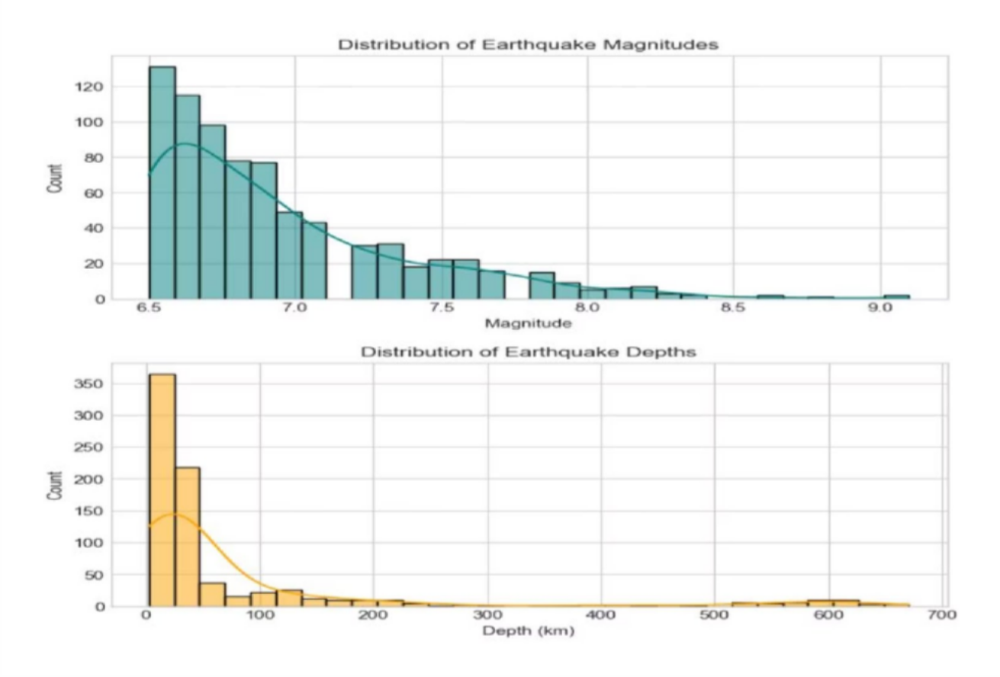 Distribution of Earthquake Magnitudes
120
100
80
60
40
20
0
Count
6.5 7.0 7.5 8.0 8.5 9.0
Magnitude
Distribution of Earthquake Depths
350
300
250
200
150
100
50
0
Count
0 100 200 300 400 500 600 700
Depth (km)